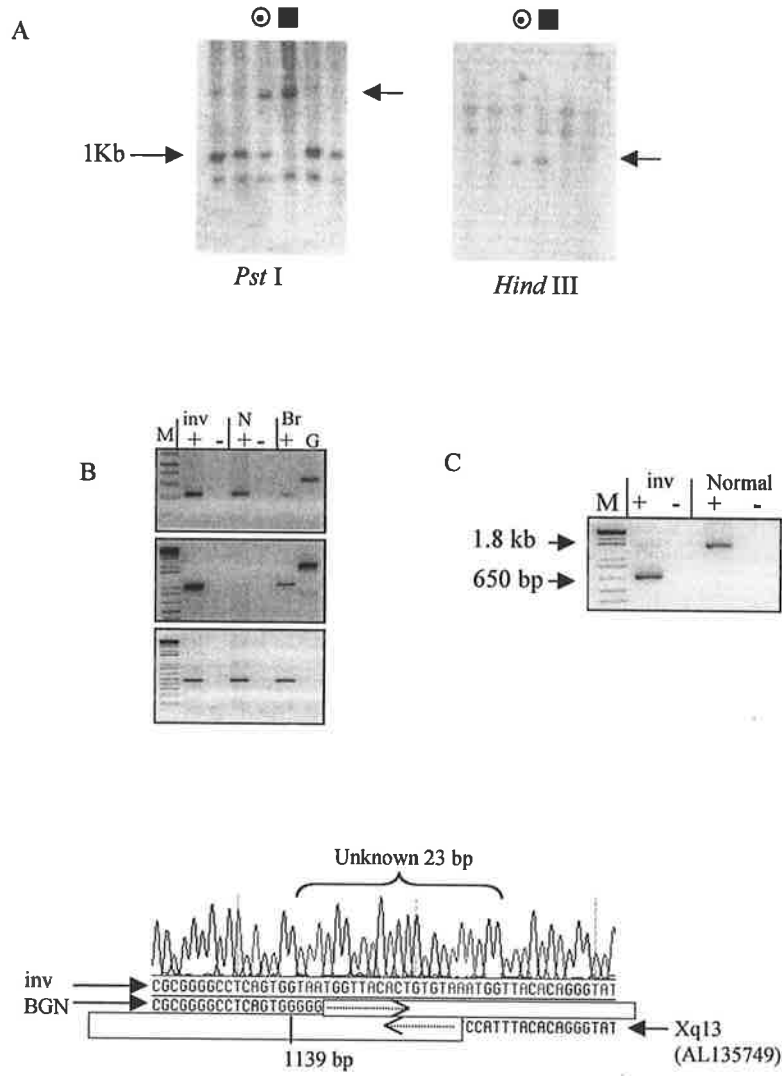 A
1Kb
Pst I
Hind III
B
inv N Br
M + - + - + G
C
inv Normal
M + - + -
1.8 kb
650 bp
Unknown 23 bp
inv CGCGGGGCCTCAGTGGTAATGGTTACACTGTGTAAATGGTTACACAGGGTAT
BGN CGCGGGGCCTCAGTGGGGG
CCATTTACACAGGGTAT Xq13
(AL135749)
1139 bp